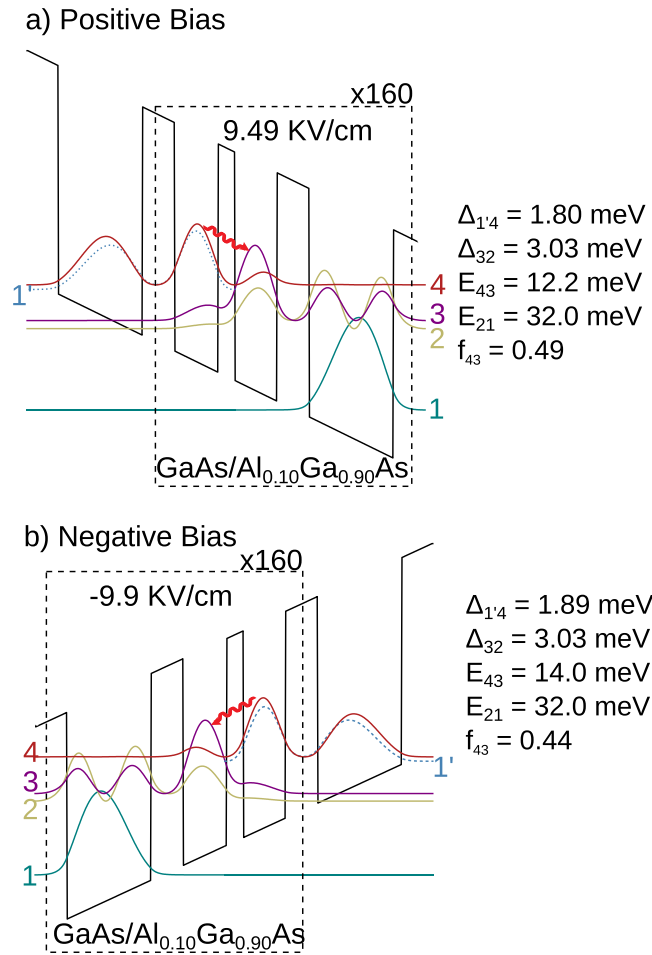 a) Positive Bias
x160
9.49 KV/cm
Δ1'4 = 1.80 meV
Δ32 = 3.03 meV
E43 = 12.2 meV
E21 = 32.0 meV
f43 = 0.49
1'
4
3
2
1
GaAs/Al0.10Ga0.90As
b) Negative Bias
x160
-9.9 KV/cm
Δ1'4 = 1.89 meV
Δ32 = 3.03 meV
E43 = 14.0 meV
E21 = 32.0 meV
f43 = 0.44
4
3
2
1
1'
GaAs/Al0.10Ga0.90As